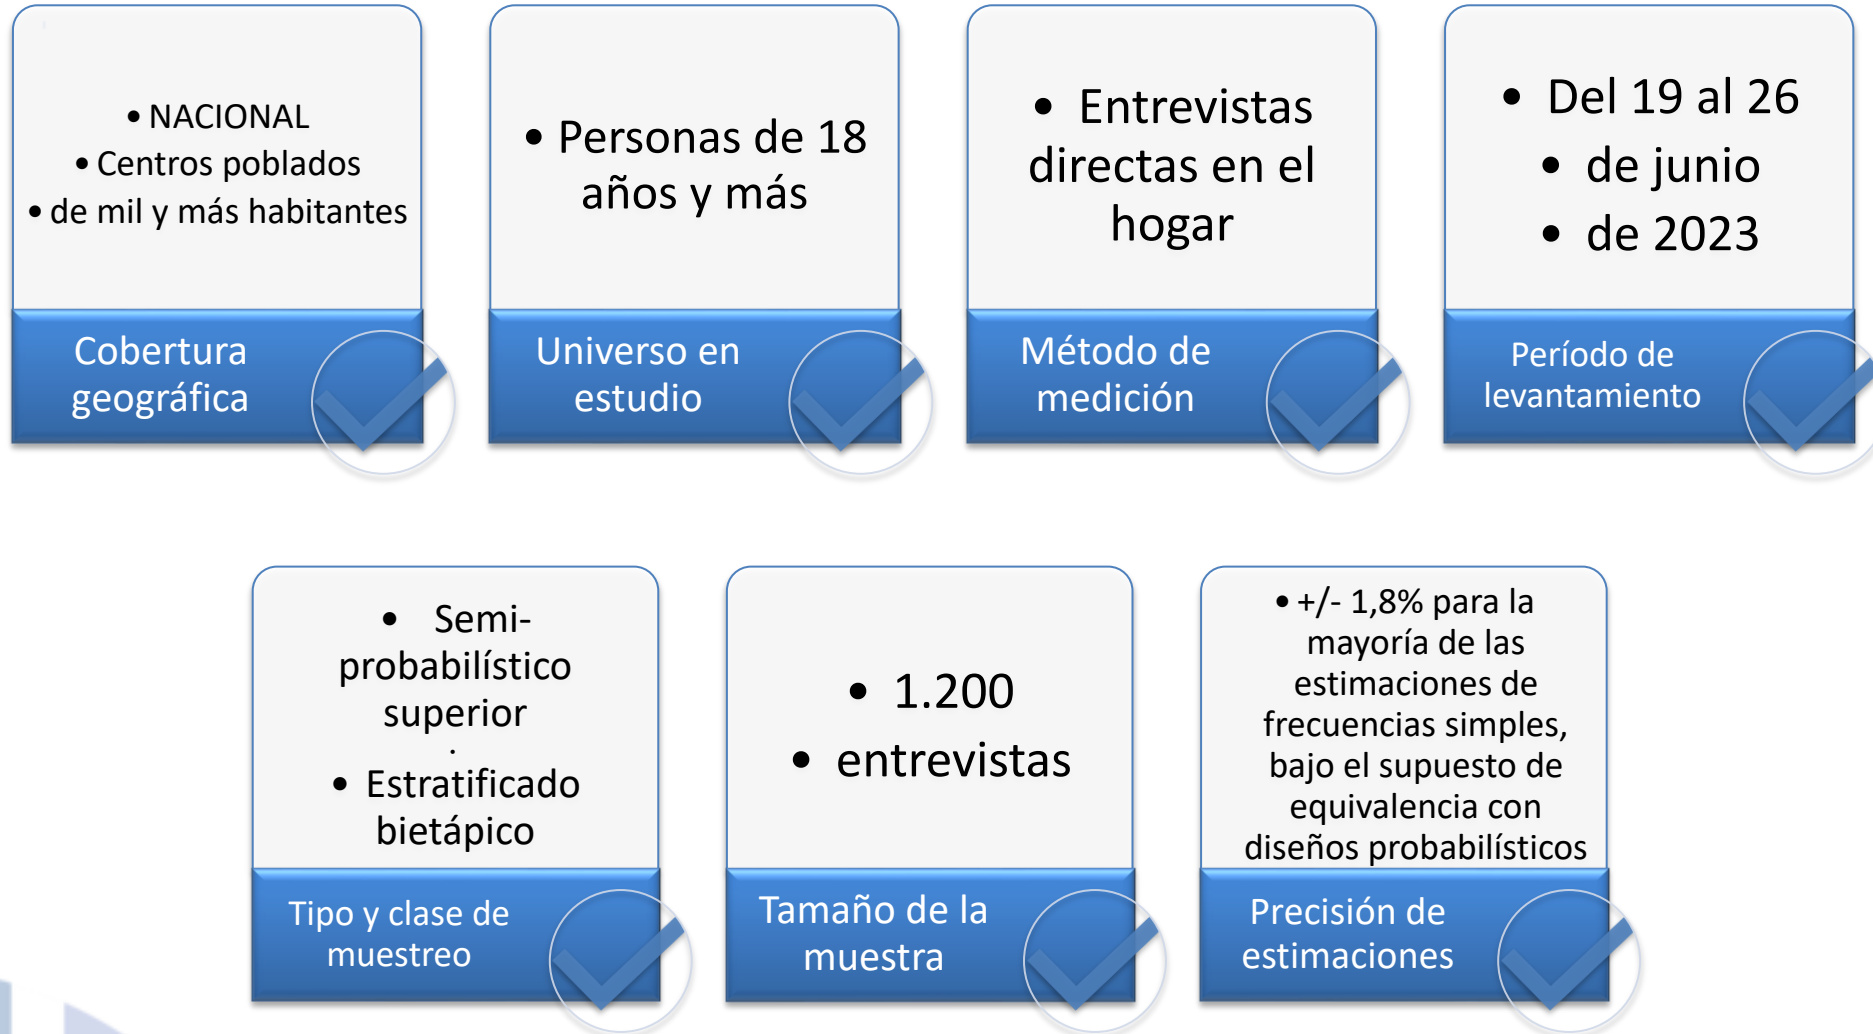 • NACIONAL
• Centros poblados
• de mil y más habitantes
Cobertura
geográfica
• Personas de 18
años y más
Universo en
estudio
• Entrevistas
directas en el
hogar
Método de
medición
• Del 19 al 26
• de junio
• de 2023
Período de
levantamiento
• Semi-
probabilístico
superior
.
• Estratificado
bietápico
Tipo y clase de
muestreo
• 1.200
• entrevistas
Tamaño de la
muestra
• +/- 1,8% para la
mayoría de las
estimaciones de
frecuencias simples,
bajo el supuesto de
equivalencia con
diseños probabilísticos
Precisión de
estimaciones